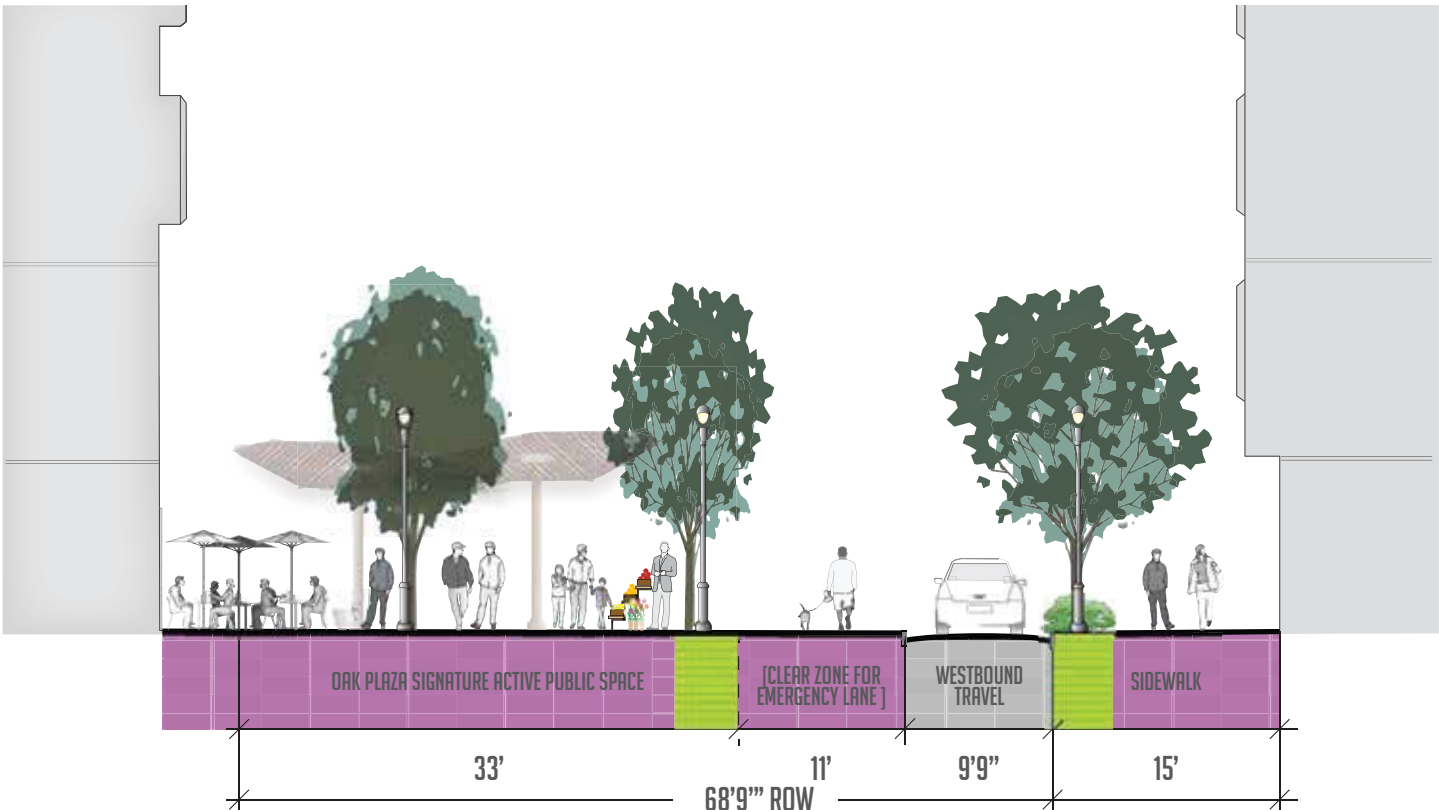 OAK PLAZA SIGNATURE ACTIVE PUBLIC SPACE
[CLEAR ZONE FOR
EMERGENCY LANE ]
WESTBOUND
TRAVEL
SIDEWALK
33’
11’
9’9”
15’
68’9”’ ROW